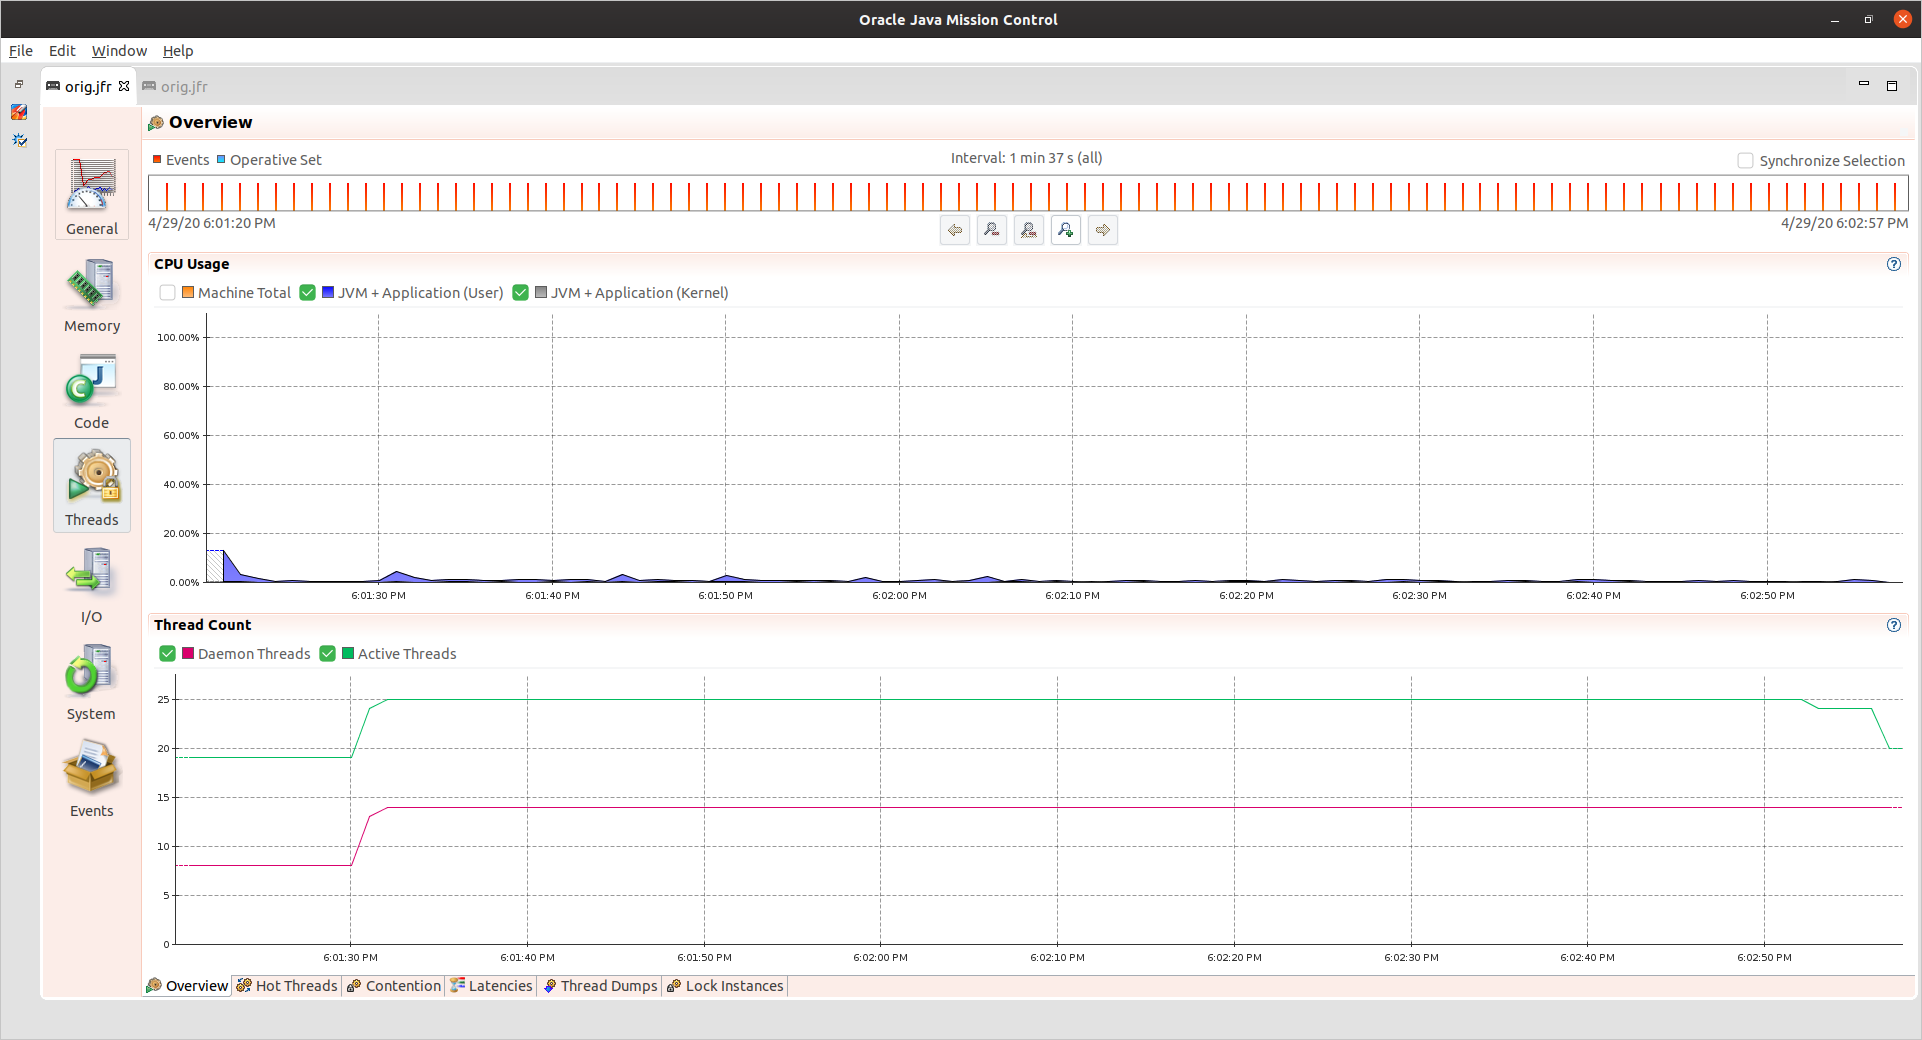 Oracle Java Mission Control
File Edit Window Help
orig.jfr orig.jfr
Overview
Events Operative Set Interval: 1 min 37 s (all) Synchronize Selection
4/29/20 6:01:20 PM 4/29/20 6:02:57 PM
General
Memory
Code
Threads
I/O
System
Events
CPU Usage
Machine Total JVM + Application (User) JVM + Application (Kernel)
100.00%
80.00%
60.00%
40.00%
20.00%
0.00%
6:01:30 PM 6:01:40 PM 6:01:50 PM 6:02:00 PM 6:02:10 PM 6:02:20 PM 6:02:30 PM 6:02:40 PM 6:02:50 PM
Thread Count
Daemon Threads Active Threads
25
20
15
10
5
0
6:01:30 PM 6:01:40 PM 6:01:50 PM 6:02:00 PM 6:02:10 PM 6:02:20 PM 6:02:30 PM 6:02:40 PM 6:02:50 PM
Overview Hot Threads Contention Latencies Thread Dumps Lock Instances